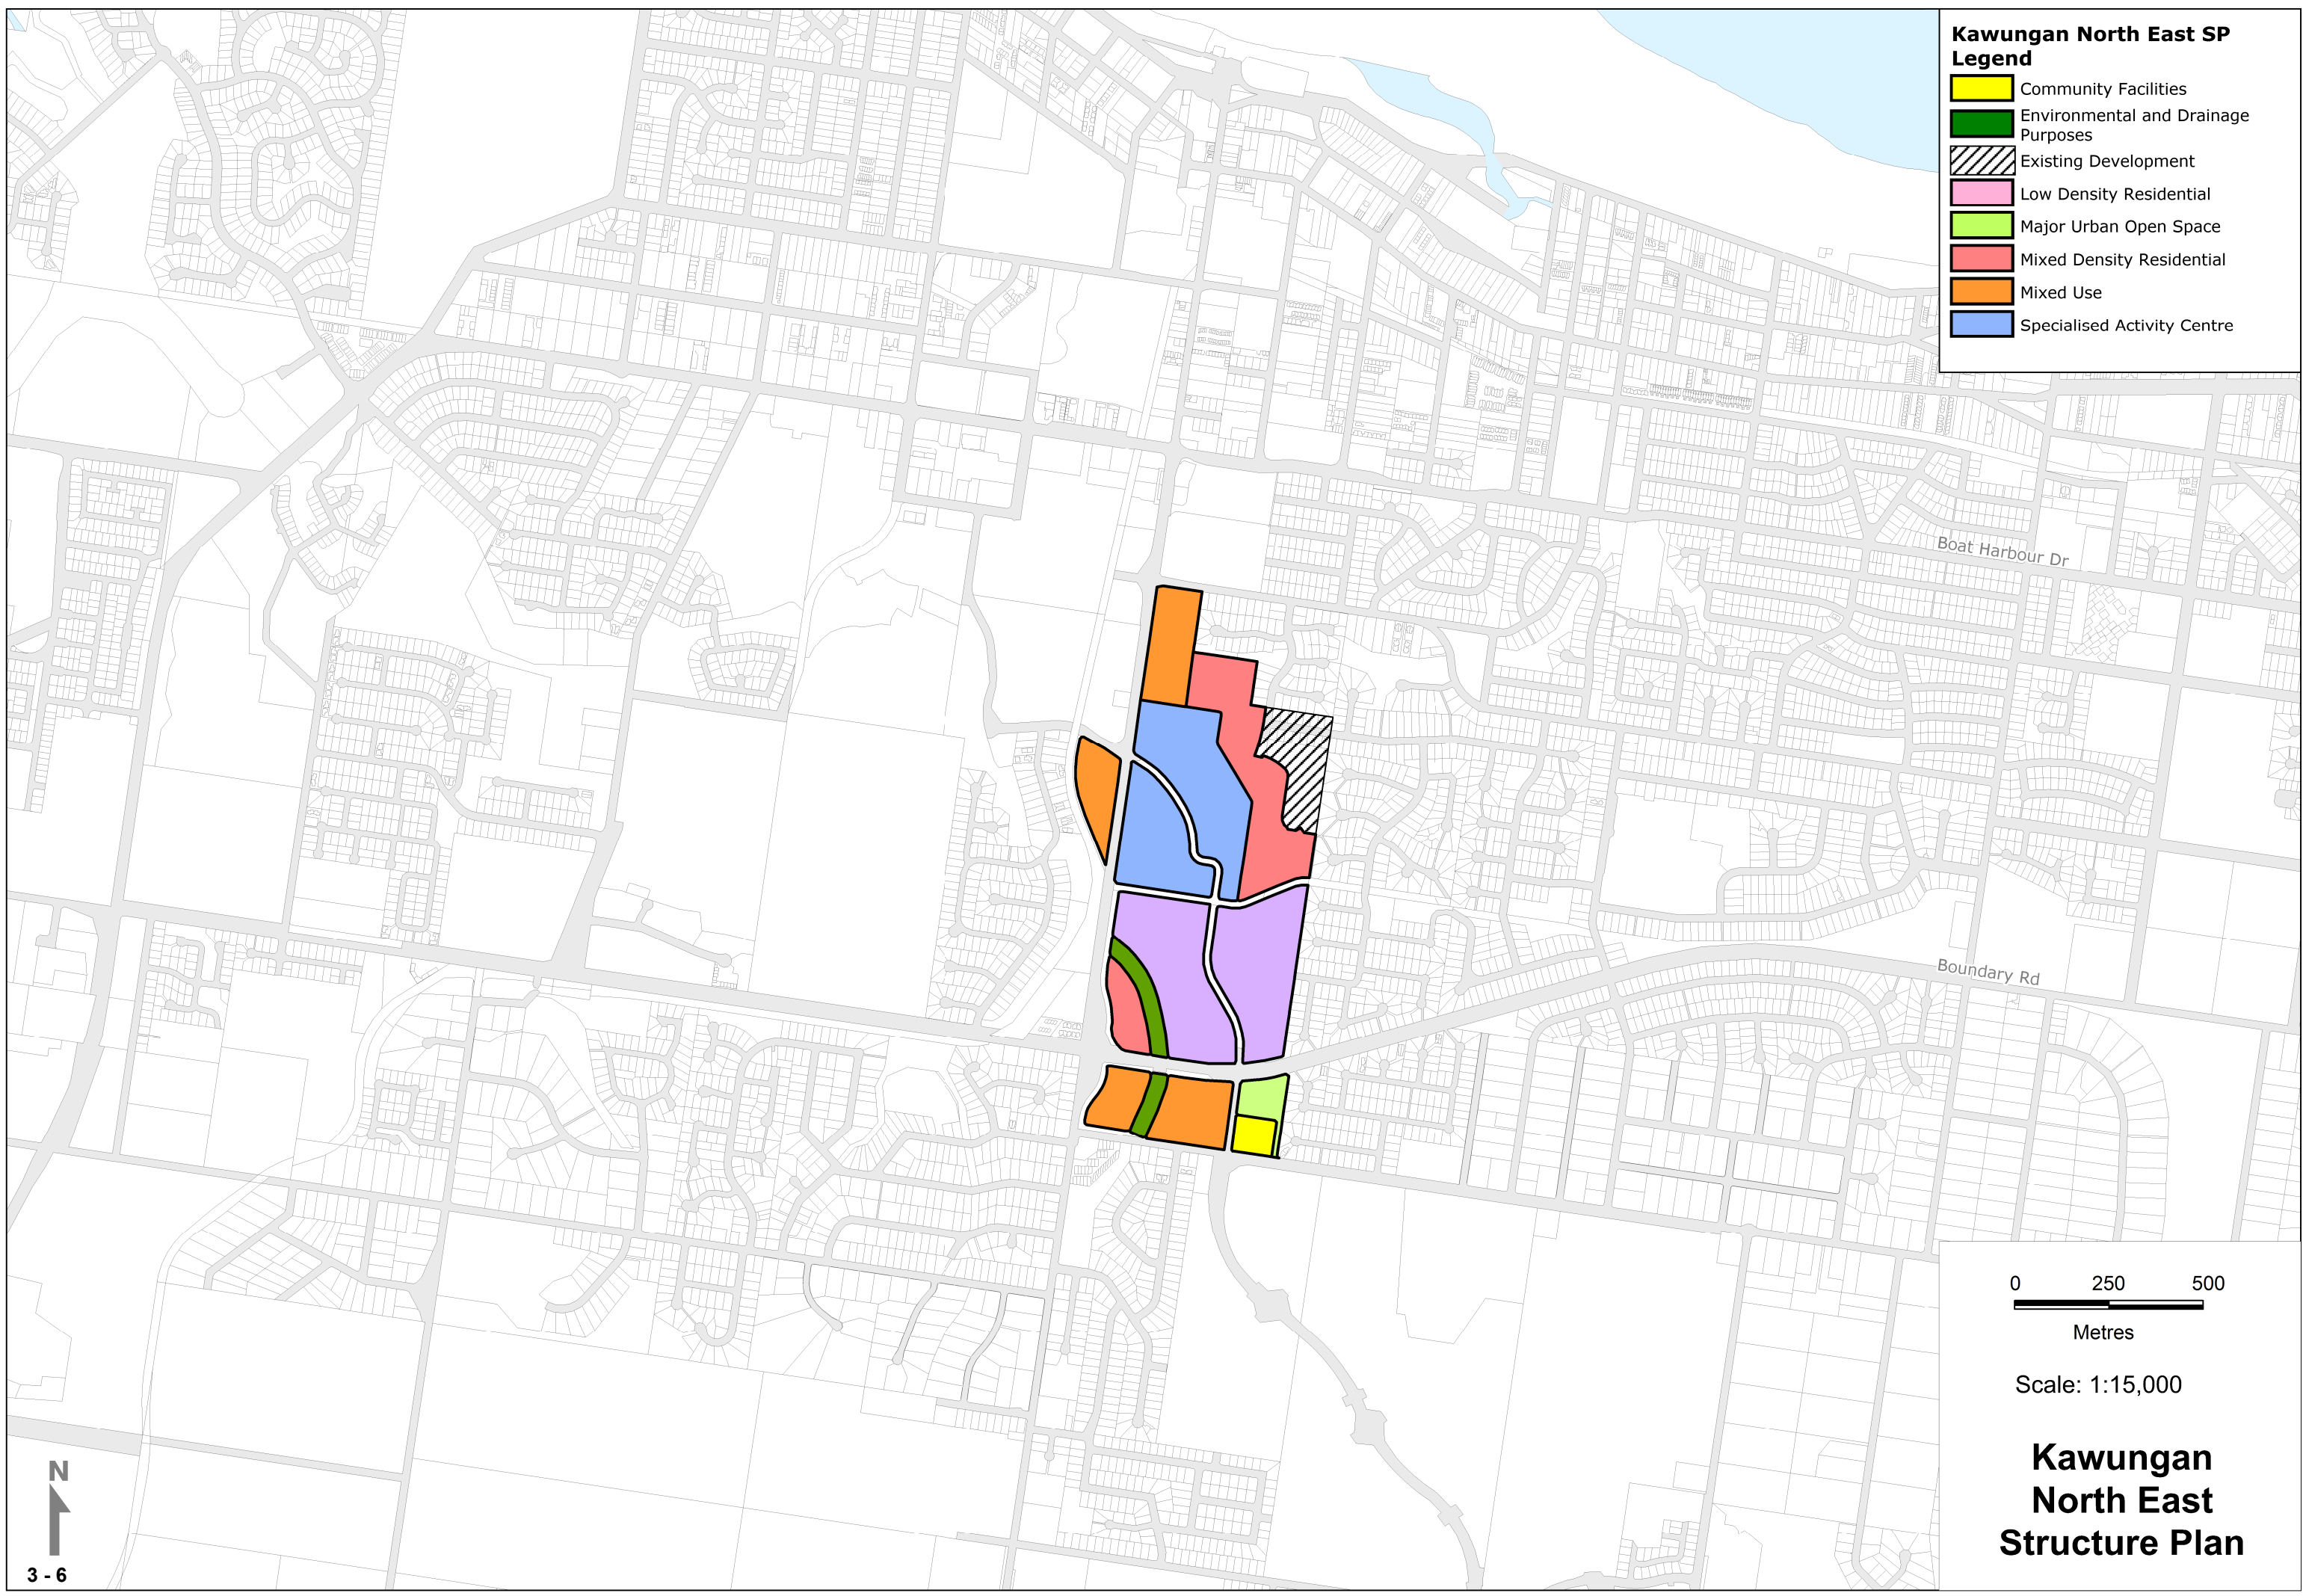 Kawungan North East SP
Legend
Community Facilities
Environmental and Drainage
Purposes
Existing Development
Low Density Residential
Major Urban Open Space
Mixed Density Residential
Mixed Use
Specialised Activity Centre
Boat Harbour Dr
Boundary Rd
0 250 500
Metres
Scale: 1:15,000
Kawungan
North East
Structure Plan
N
3 - 6